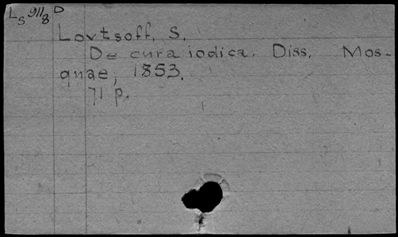 Ls 911/8 D
Lovtsoff, S.
De cura iodica. Diss. Mos-
quae, 1853.
71 p.